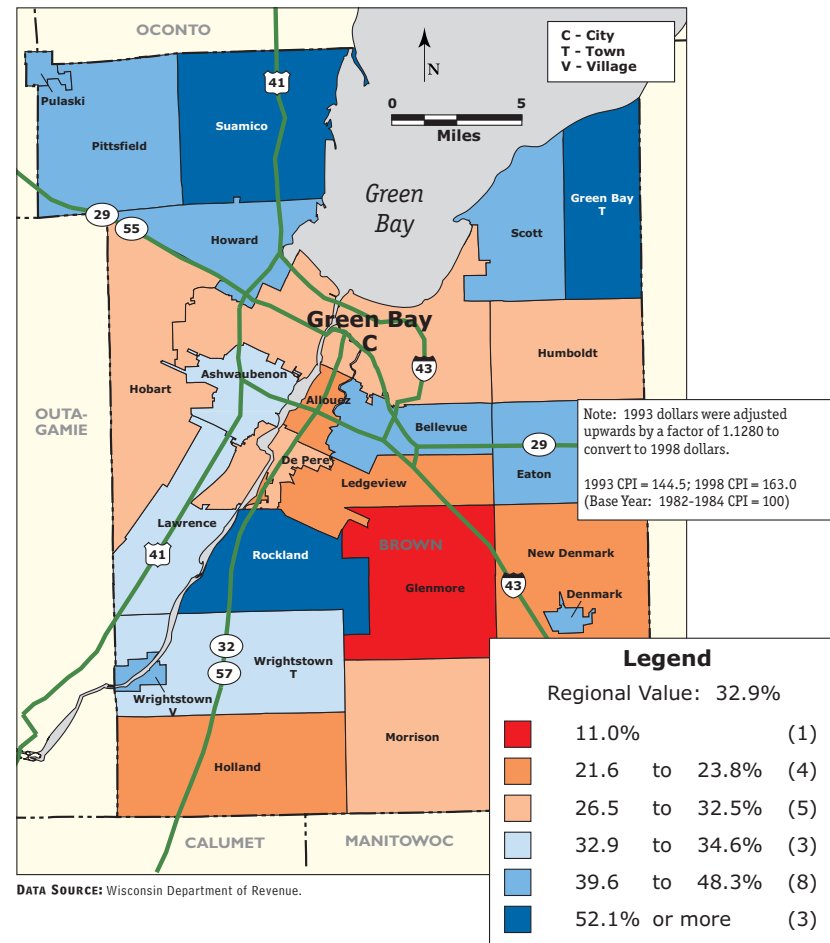 OCONTO
C - City
T - Town
V - Village
N
41
0 5
Miles
Pulaski
Pittsfield
Suamico
Green
Bay
Green Bay
T
Scott
29
55
Howard
Green Bay
C
Humboldt
Ashwaubenon
43
Hobart
Allouez
OUTA-
GAMIE
Bellevue
29
Note: 1993 dollars were adjusted
upwards by a factor of 1.1280 to
convert to 1998 dollars.
1993 CPI = 144.5; 1998 CPI = 163.0
(Base Year: 1982-1984 CPI = 100)
De Pere
Eaton
Ledgeview
Lawrence
BROWN
41
Rockland
New Denmark
Glenmore
43
Denmark
32
57
Wrightstown
T
Wrightstown
V
Morrison
Holland
CALUMET
MANITOWOC
Legend
Regional Value: 32.9%
11.0% (1)
21.6 to 23.8% (4)
26.5 to 32.5% (5)
32.9 to 34.6% (3)
39.6 to 48.3% (8)
52.1% or more (3)
DATA SOURCE: Wisconsin Department of Revenue.